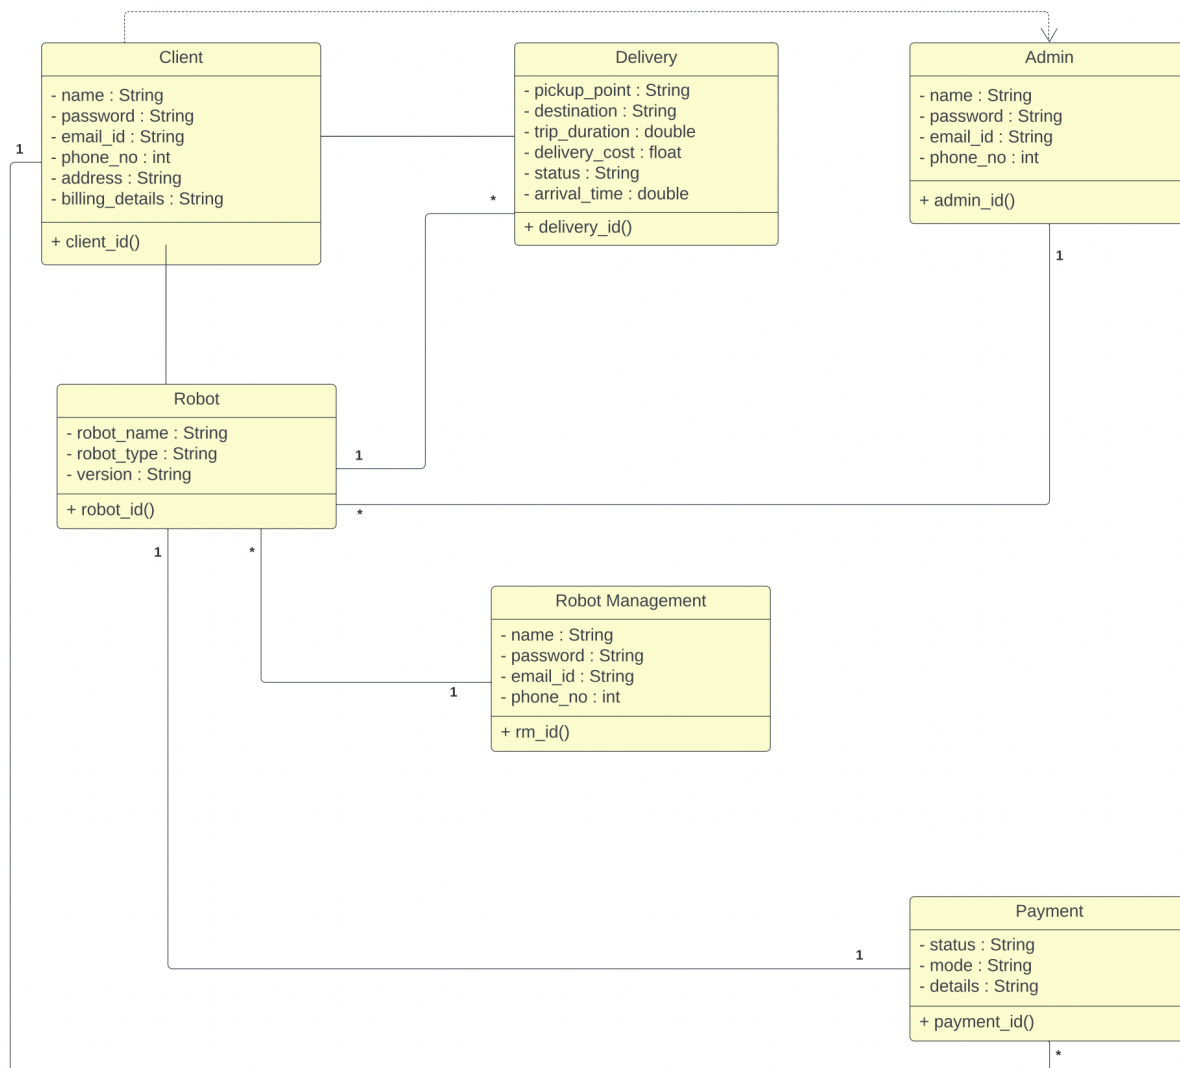 Client
- name : String
- password : String
- email_id : String
- phone_no : int
- address : String
- billing_details : String
+ client_id()
1
Delivery
- pickup_point : String
- destination : String
- trip_duration : double
- delivery_cost : float
- status : String
- arrival_time : double
+ delivery_id()
*
Admin
- name : String
- password : String
- email_id : String
- phone_no : int
+ admin_id()
1
Robot
- robot_name : String
- robot_type : String
- version : String
+ robot_id()
1
*
1
*
Robot Management
- name : String
- password : String
- email_id : String
- phone_no : int
+ rm_id()
1
Payment
- status : String
- mode : String
- details : String
+ payment_id()
1
*